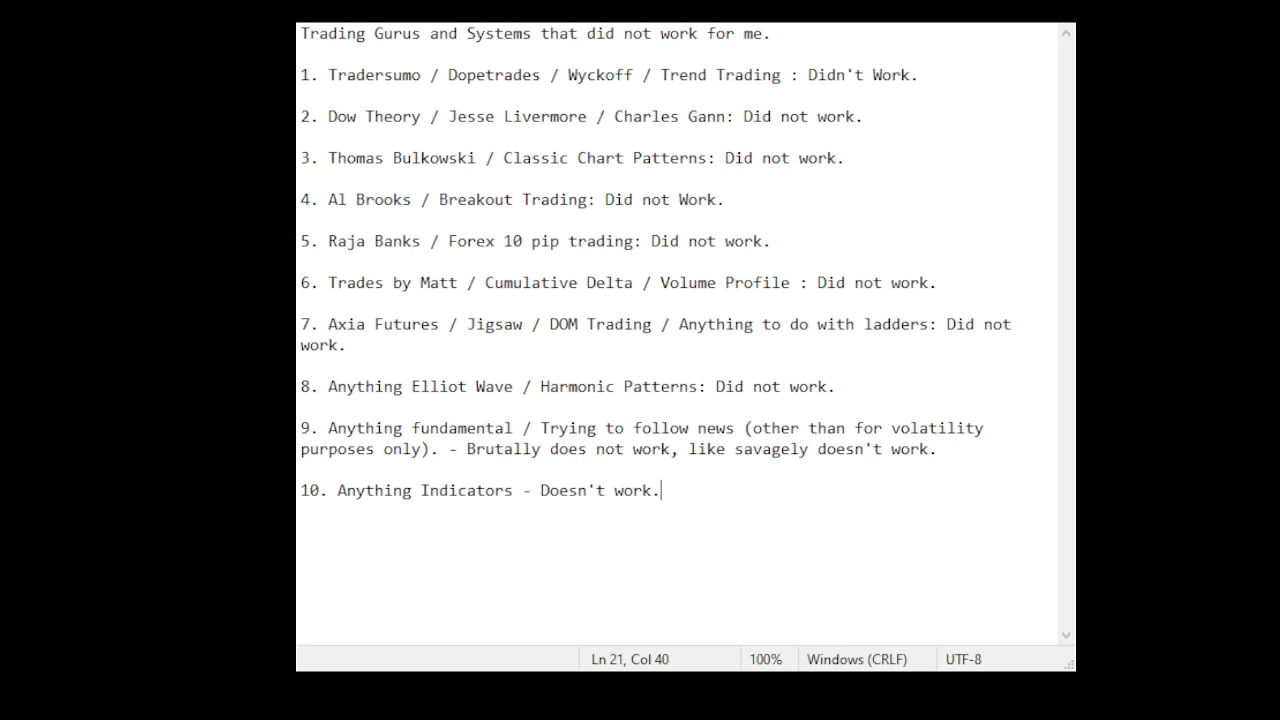 Trading Gurus and Systems that did not work for me.
1. Tradersumo / Dopetrades / Wyckoff / Trend Trading : Didn't Work.
2. Dow Theory / Jesse Livermore / Charles Gann: Did not work.
3. Thomas Bulkowski / Classic Chart Patterns: Did not work.
4. Al Brooks / Breakout Trading: Did not Work.
5. Raja Banks / Forex 10 pip trading: Did not work.
6. Trades by Matt / Cumulative Delta / Volume Profile : Did not work.
7. Axia Futures / Jigsaw / DOM Trading / Anything to do with ladders: Did not
work.
8. Anything Elliot Wave / Harmonic Patterns: Did not work.
9. Anything fundamental / Trying to follow news (other than for volatility
purposes only). - Brutally does not work, like savagely doesn't work.
10. Anything Indicators - Doesn't work.
Ln 21, Col 40 100% Windows (CRLF) UTF-8